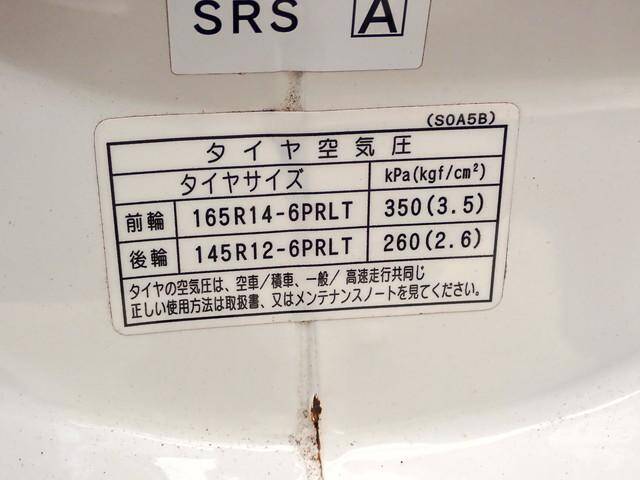 SRS A
(S0A5B)
タイヤ空気圧
タイヤサイズ kPa(kgf/cm²)
前輪 165R14-6PRLT 350(3.5)
後輪 145R12-6PRLT 260(2.6)
タイヤの空気圧は、空車/積車、一般/高速走行共同じ
正しい使用方法は取扱書、又はメンテナンスノートを見てください。